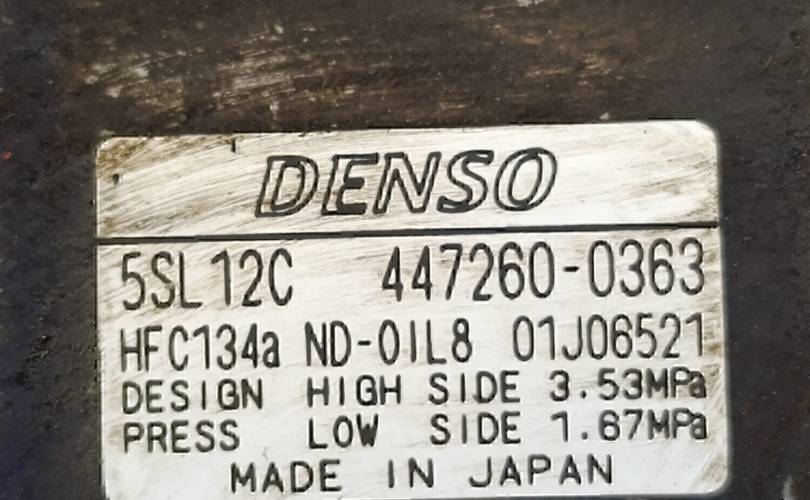 DENSO
5SL12C 447260-0363
HFC134a ND-OIL8 01J06521
DESIGN HIGH SIDE 3.53MPa
PRESS LOW SIDE 1.67MPa
MADE IN JAPAN